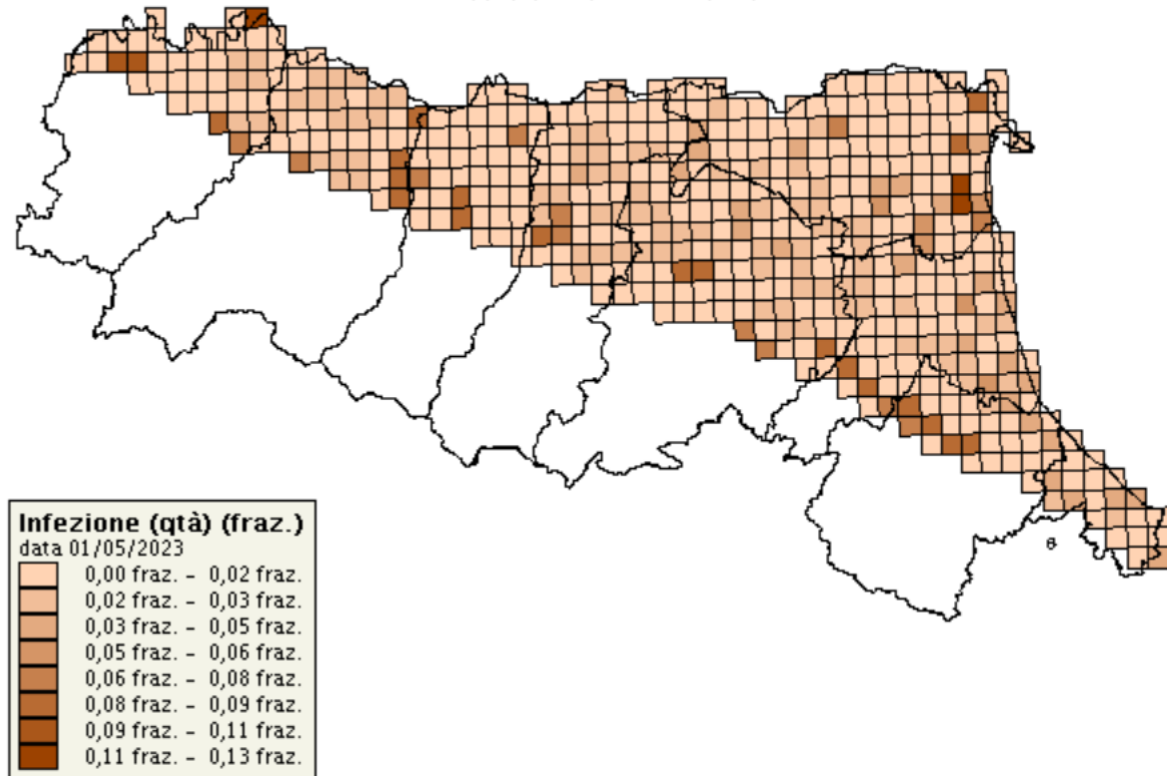 Infezione (qtà) (fraz.)
data 01/05/2023
0,00 fraz. - 0,02 fraz.
0,02 fraz. - 0,03 fraz.
0,03 fraz. - 0,05 fraz.
0,05 fraz. - 0,06 fraz.
0,06 fraz. - 0,08 fraz.
0,08 fraz. - 0,09 fraz.
0,09 fraz. - 0,11 fraz.
0,11 fraz. - 0,13 fraz.